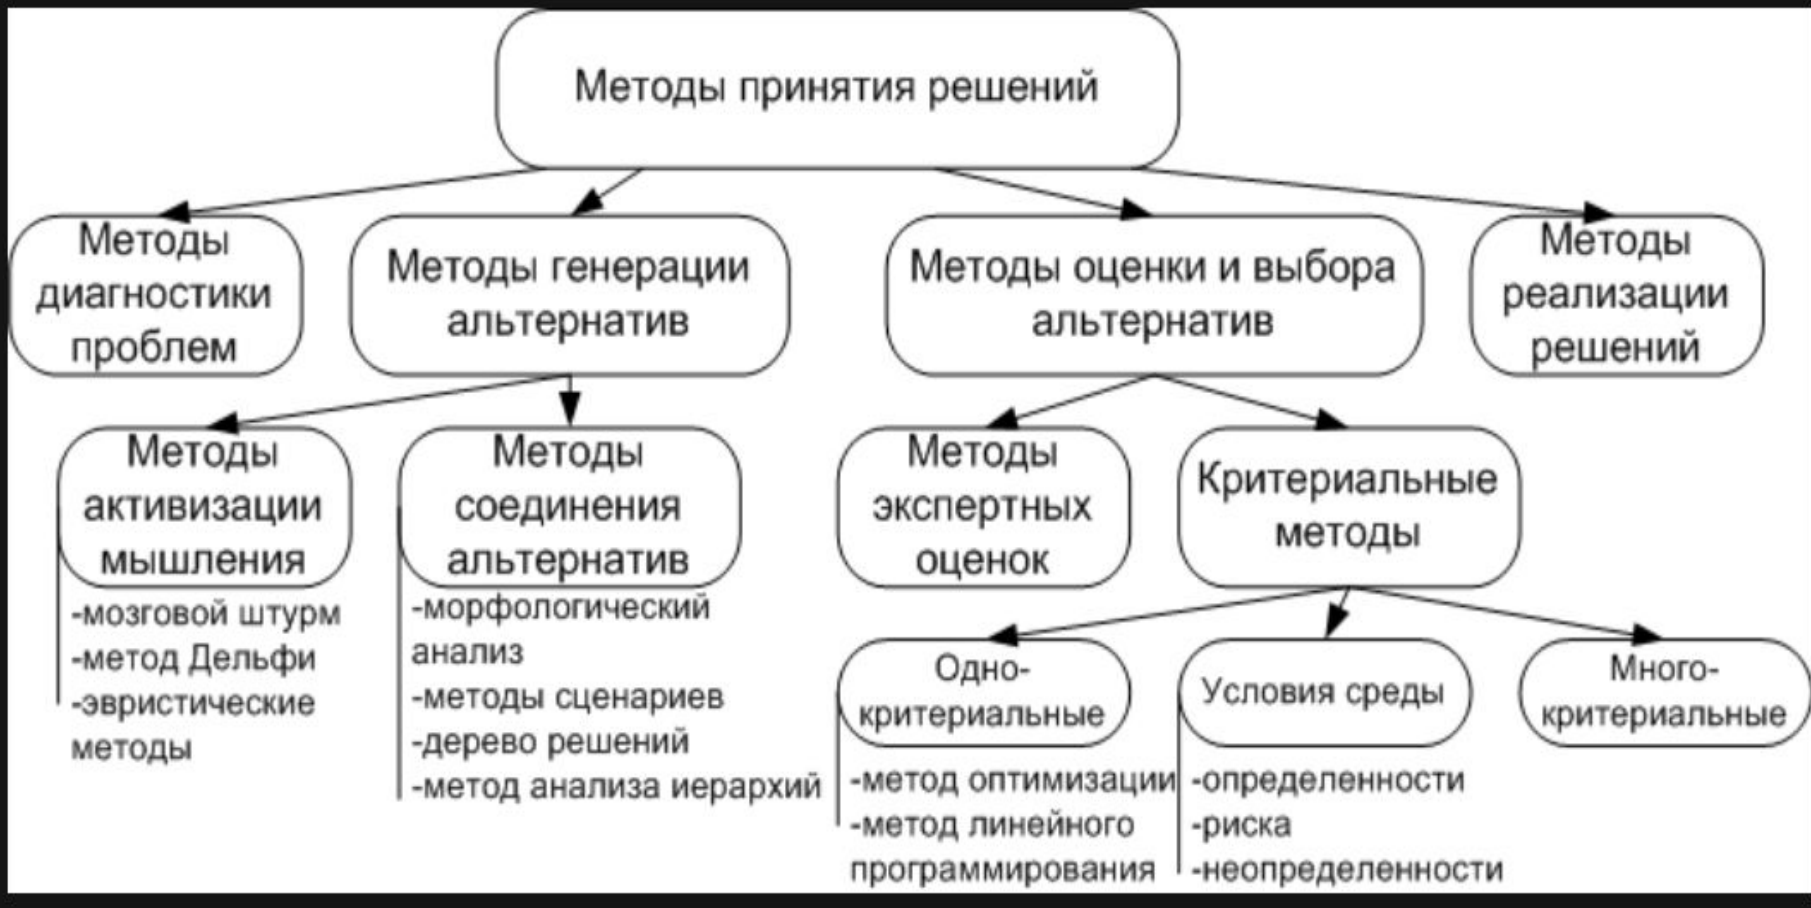 Методы принятия решений
Методы
диагностики
проблем
Методы генерации
альтернатив
Методы оценки и выбора
альтернатив
Методы
реализации
решений
Методы
активизации
мышления
-мозговой штурм
-метод Дельфи
-эвристические
методы
Методы
соединения
альтернатив
-морфологический
анализ
-методы сценариев
-дерево решений
-метод анализа иерархий
Методы
экспертных
оценок
Критериальные
методы
Одно-
критериальные
-метод оптимизации
-метод линейного
программирования
Условия среды
-определенности
-риска
-неопределенности
Много-
критериальные